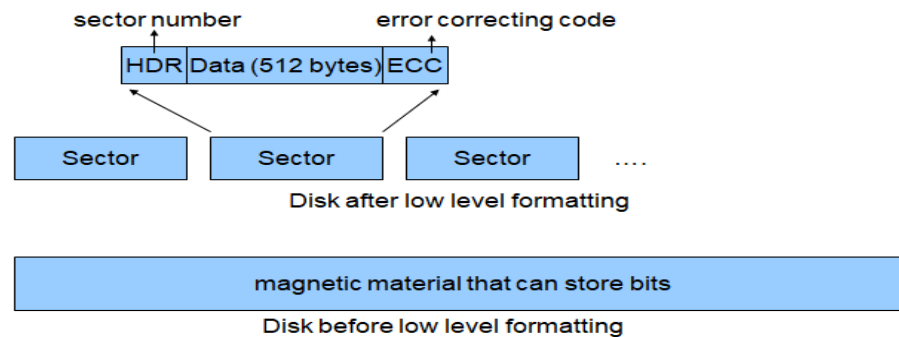 sector number error correcting code
HDR Data (512 bytes) ECC
Sector Sector Sector ....
Disk after low level formatting
magnetic material that can store bits
Disk before low level formatting